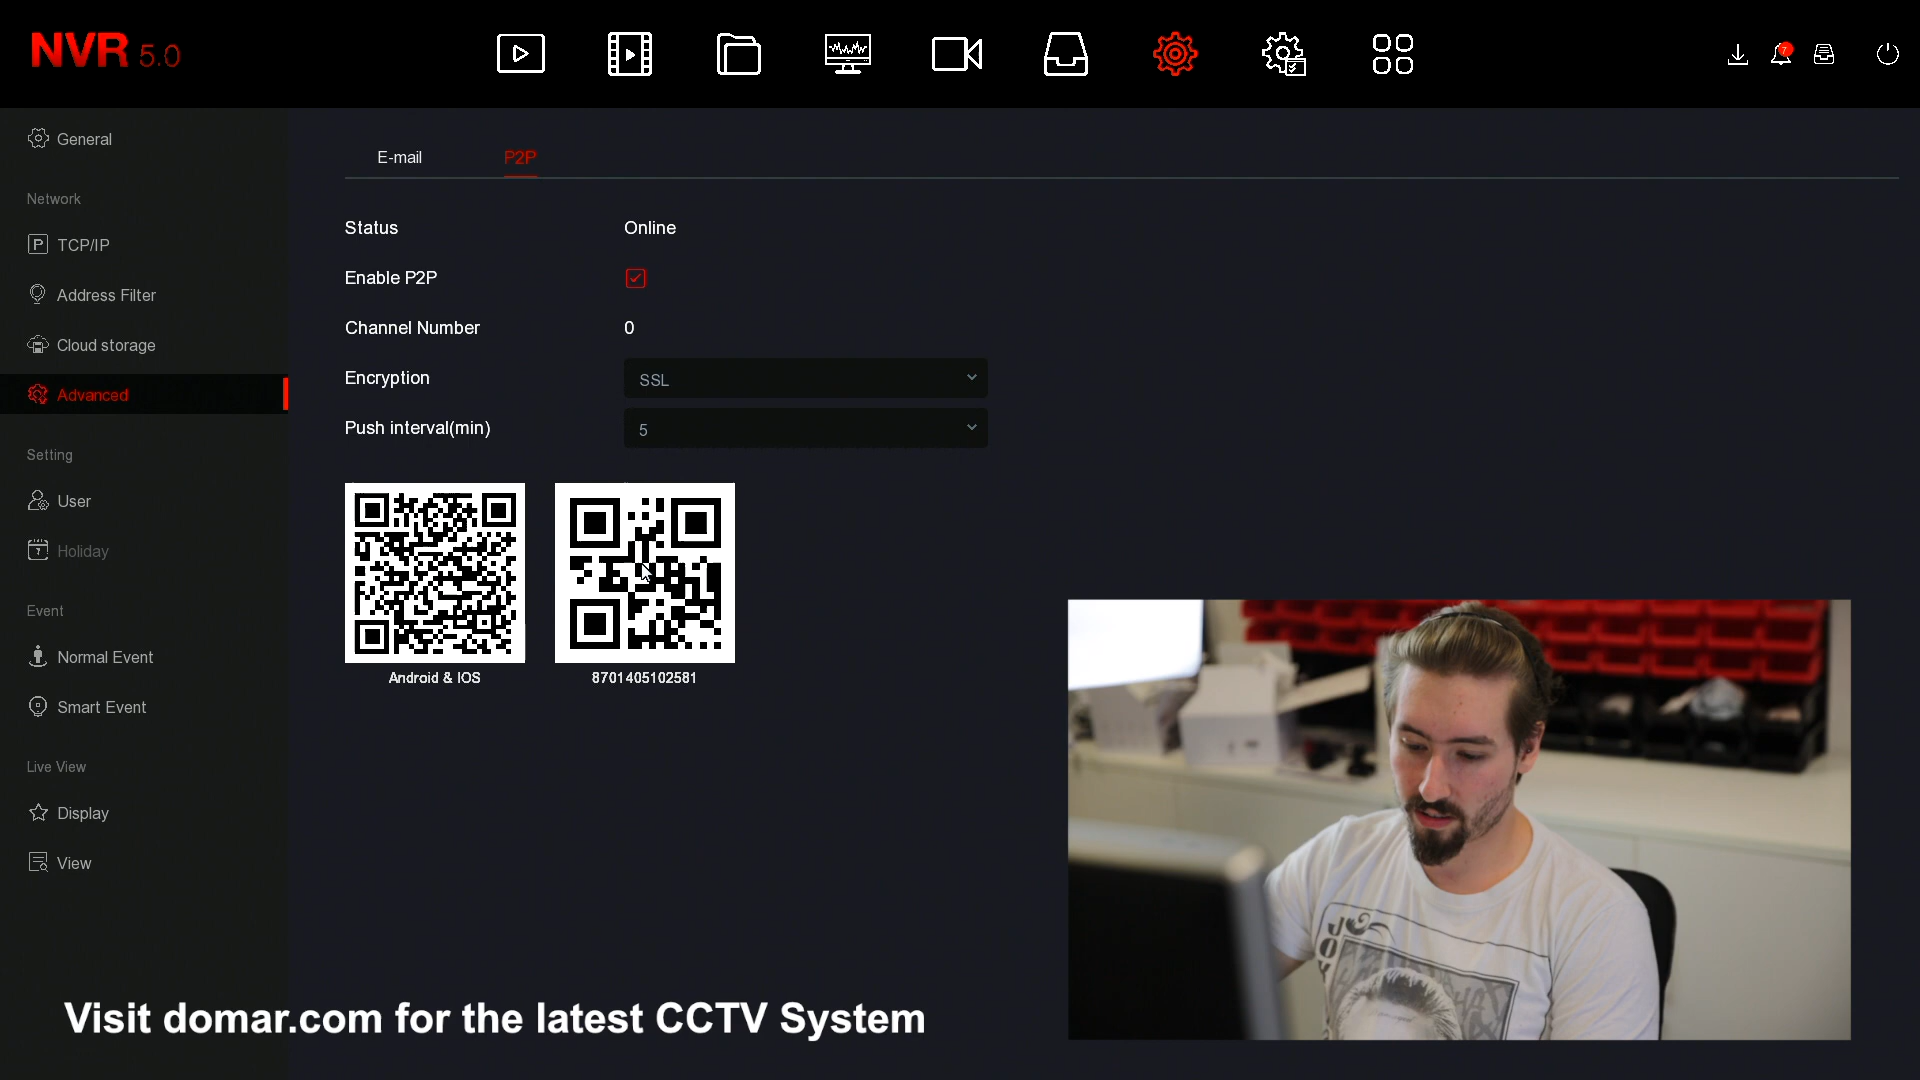 NVR 5.0
7
General
Network
TCP/IP
Address Filter
Cloud storage
Advanced
Setting
User
Holiday
Event
Normal Event
Smart Event
Live View
Display
View
E-mail P2P
Status Online
Enable P2P
Channel Number 0
Encryption SSL
Push interval(min) 5
Android & IOS
8701405102581
Visit domar.com for the latest CCTV System
JOY